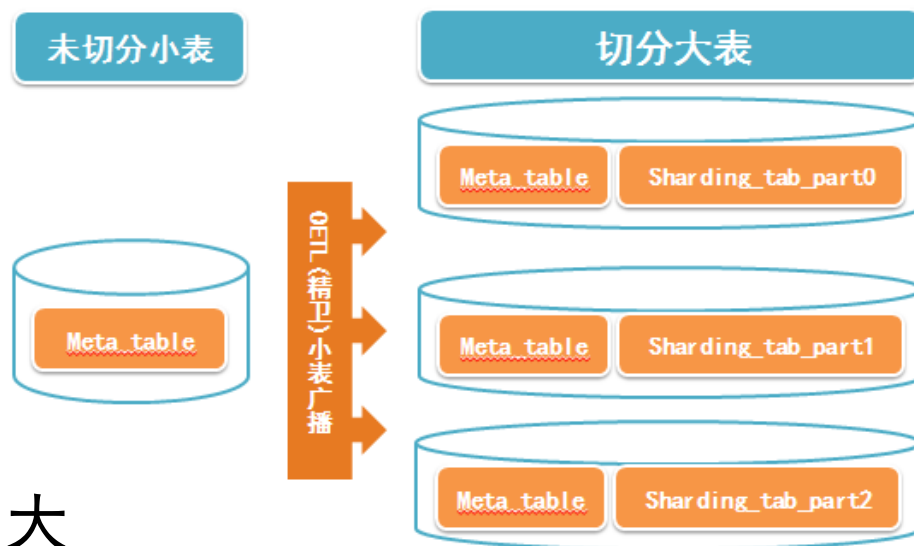 未切分小表
切分大表
Meta_table
OETL(精卫)小表广播
Meta_table Sharding_tab_part0
Meta_table Sharding_tab_part1
Meta_table Sharding_tab_part2
大